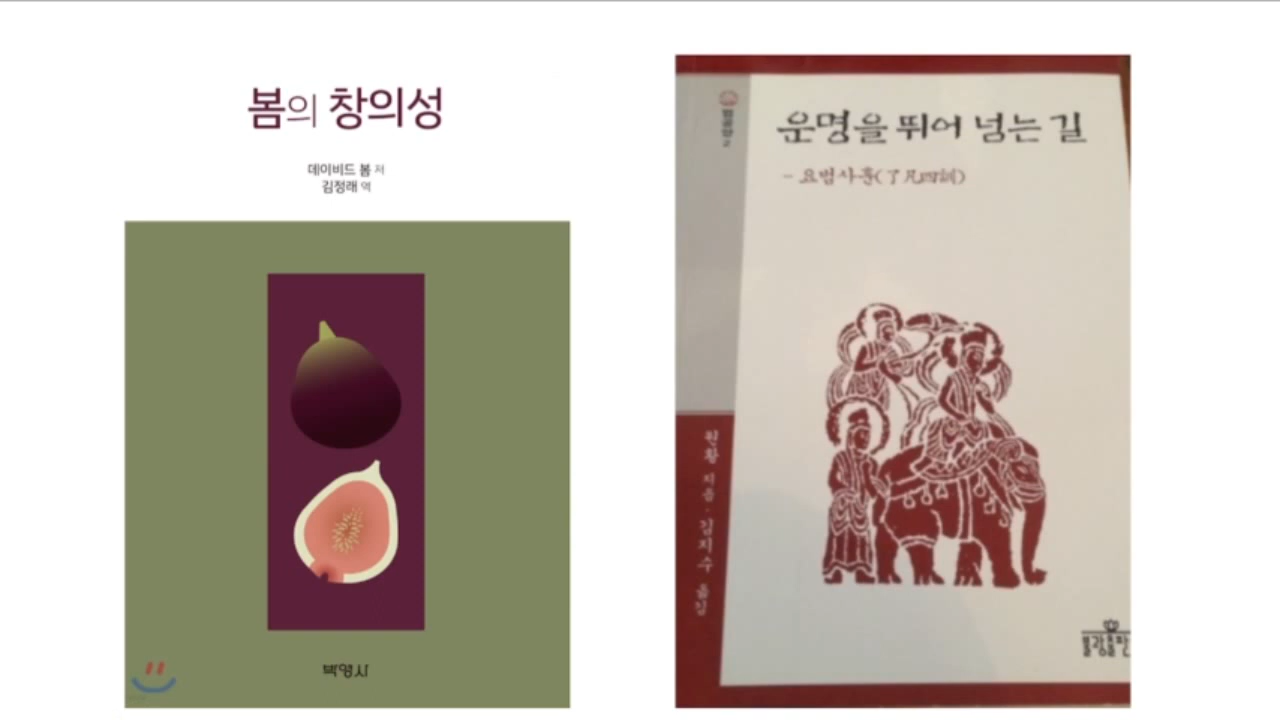 봄의 창의성
데이비드 봄 저
김정래 역
박영사
운명을 뛰어 넘는 길
- 요범사훈(了凡四訓)
원황 지음 · 김지수 옮김
불광출판